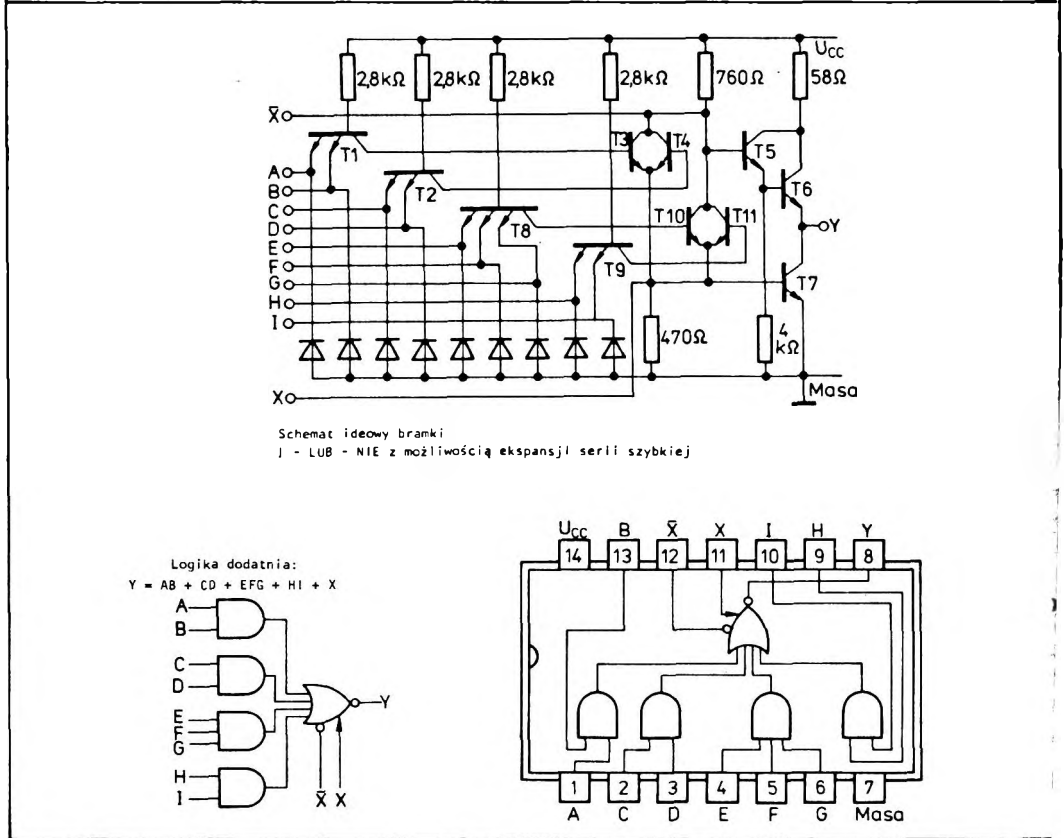 UCC
2,8kΩ 2,8kΩ 2,8kΩ 2,8kΩ 760Ω 58Ω
X̄
T1 T3 T4 T5
A
B
T2 T6
C
D
T8 T10 T11 Y
E
F
T9
G
T7
H
I
470Ω 4 kΩ
Masa
X
Schemat ideowy bramki
I - LUB - NIE z możliwością ekspansji serii szybkiej
Logika dodatnia:
Y = AB + CD + EFG + HI + X
A
B
C
D
E
F
G
H
I
Y
X̄ X
UCC B X̄ X I H Y
14 13 12 11 10 9 8
1 2 3 4 5 6 7
A C D E F G Masa